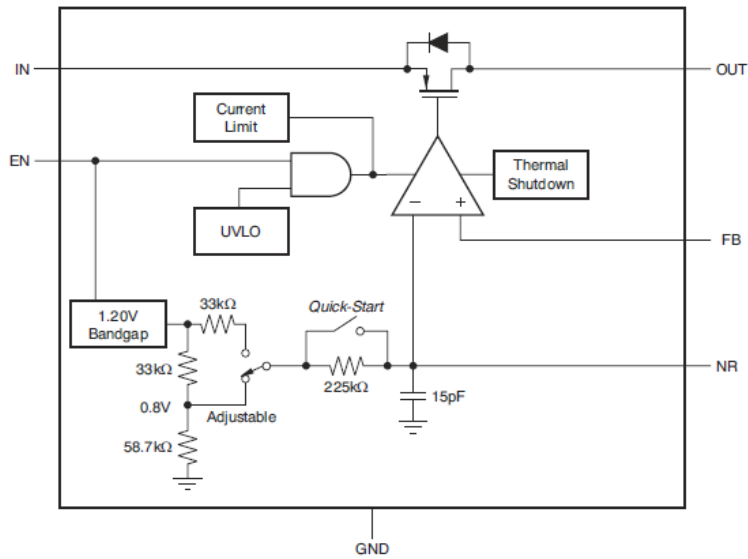 IN
OUT
Current
Limit
EN
Thermal
Shutdown
UVLO
−
+
FB
1.20V
Bandgap
33kΩ
Quick-Start
33kΩ
225kΩ
NR
15pF
0.8V
Adjustable
58.7kΩ
GND